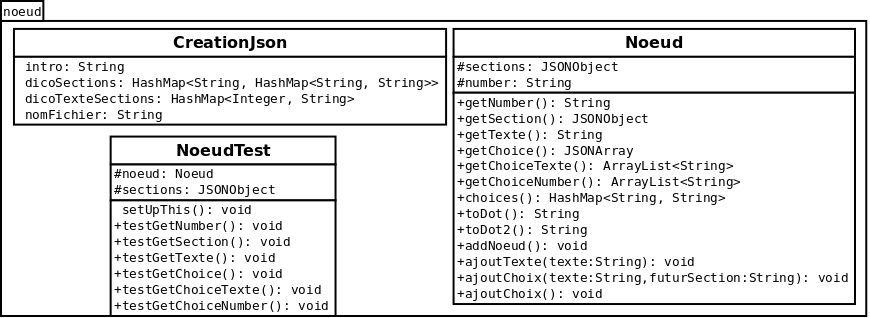 noeud
CreationJson
intro: String
dicoSections: HashMap<String, HashMap<String, String>>
dicoTexteSections: HashMap<Integer, String>
nomFichier: String
NoeudTest
#noeud: Noeud
#sections: JSONObject
setUpThis(): void
+testGetNumber(): void
+testGetSection(): void
+testGetTexte(): void
+testGetChoice(): void
+testGetChoiceTexte(): void
+testGetChoiceNumber(): void
Noeud
#sections: JSONObject
#number: String
+getNumber(): String
+getSection(): JSONObject
+getTexte(): String
+getChoice(): JSONArray
+getChoiceTexte(): ArrayList<String>
+getChoiceNumber(): ArrayList<String>
+choices(): HashMap<String, String>
+toDot(): String
+toDot2(): String
+addNoeud(): void
+ajoutTexte(texte:String): void
+ajoutChoix(texte:String,futurSection:String): void
+ajoutChoix(): void